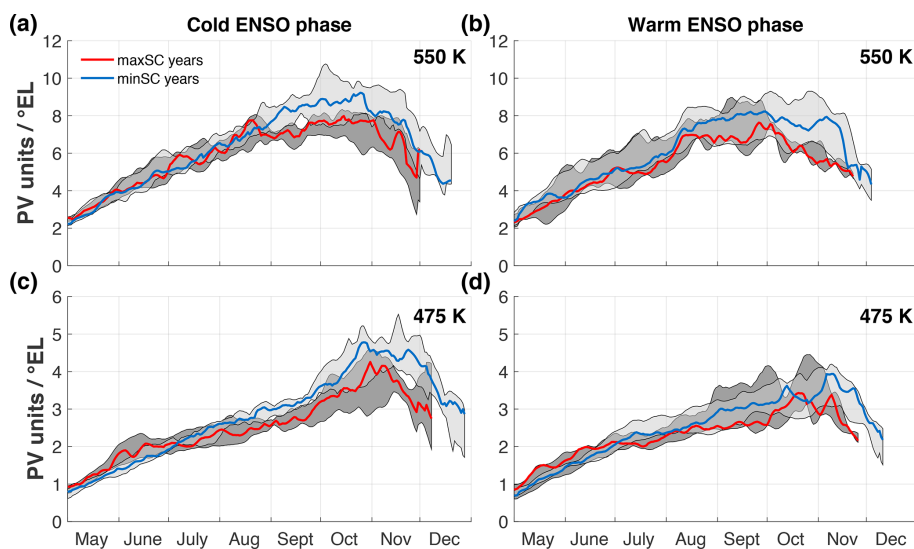 (a) Cold ENSO phase
(b) Warm ENSO phase
12
10
8
6
4
2
0
PV units / °EL
maxSC years
minSC years
550 K
12
10
8
6
4
2
0
550 K
(c)
(d)
6
5
4
3
2
1
0
PV units / °EL
475 K
May June July Aug Sept Oct Nov Dec
6
5
4
3
2
1
0
475 K
May June July Aug Sept Oct Nov Dec